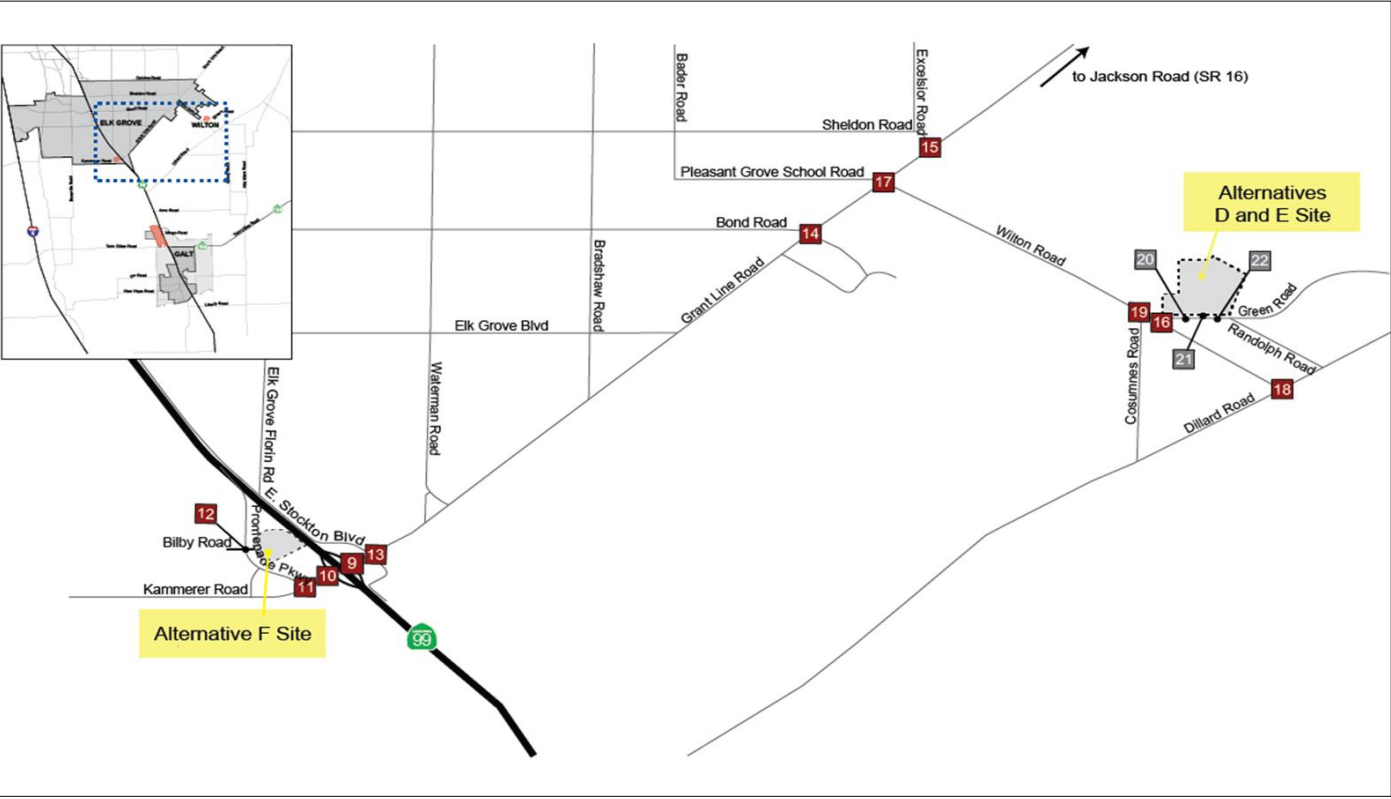 ELK GROVE
WILTON
GALT
Bader Road
Excelsior Road
to Jackson Road (SR 16)
Sheldon Road
15
Pleasant Grove School Road
17
Alternatives
D and E Site
Bond Road
14
Wilton Road
20
22
Bradshaw Road
Grant Line Road
19
16
Green Road
Elk Grove Blvd
Randolph Road
21
Cosumnes Road
18
Dillard Road
Elk Grove Florin Rd
Waterman Road
E. Stockton Blvd
12
Promenade Pkwy
Bilby Road
13
9
10
11
Kammerer Road
Alternative F Site
99